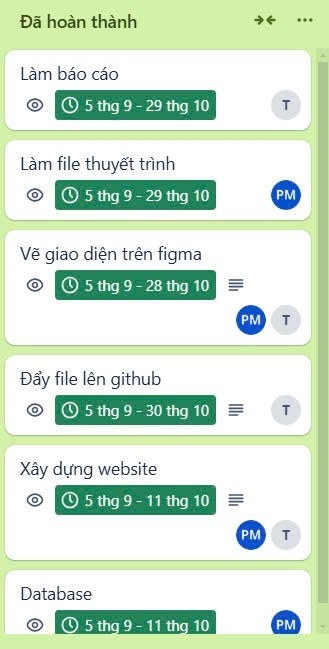 Đã hoàn thành
Làm báo cáo
5 thg 9 - 29 thg 10
T
Làm file thuyết trình
5 thg 9 - 29 thg 10
PM
Vẽ giao diện trên figma
5 thg 9 - 28 thg 10
PM T
Đẩy file lên github
5 thg 9 - 30 thg 10
T
Xây dựng website
5 thg 9 - 11 thg 10
PM T
Database
5 thg 9 - 11 thg 10
PM